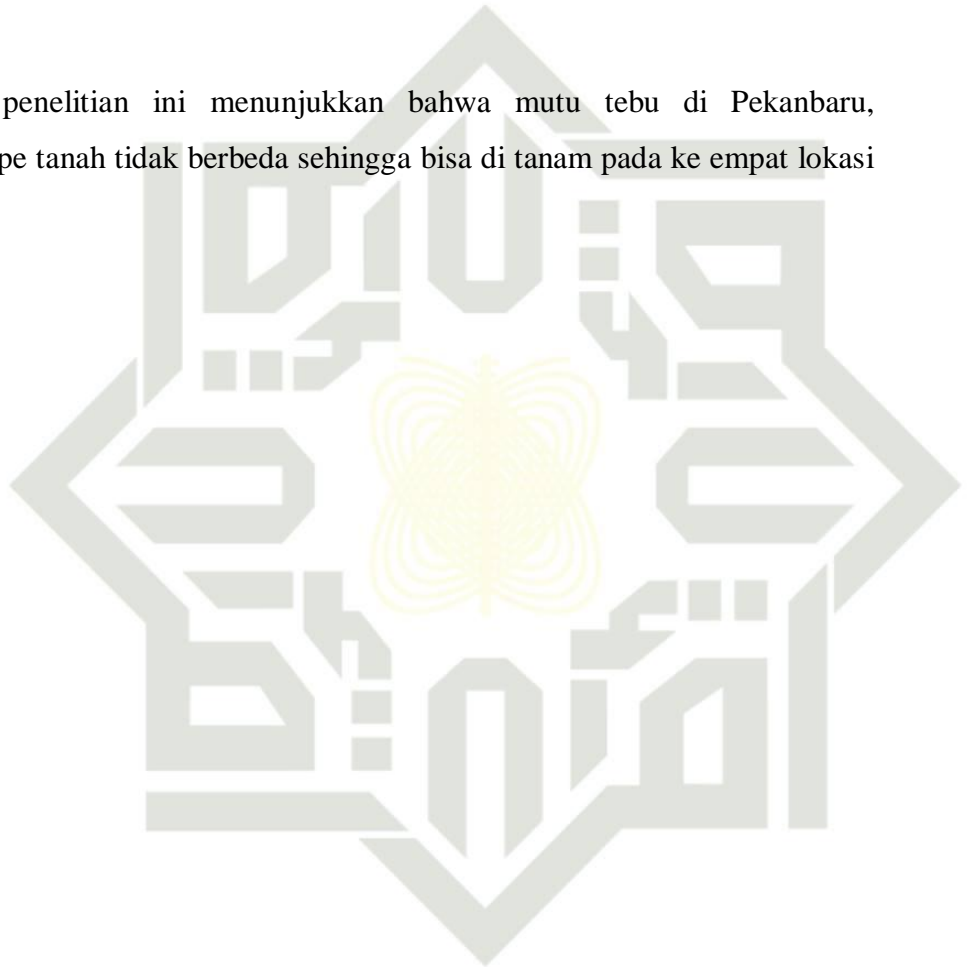 penelitian ini menunjukkan bahwa mutu tebu di Pekanbaru,
pe tanah tidak berbeda sehingga bisa di tanam pada ke empat lokasi